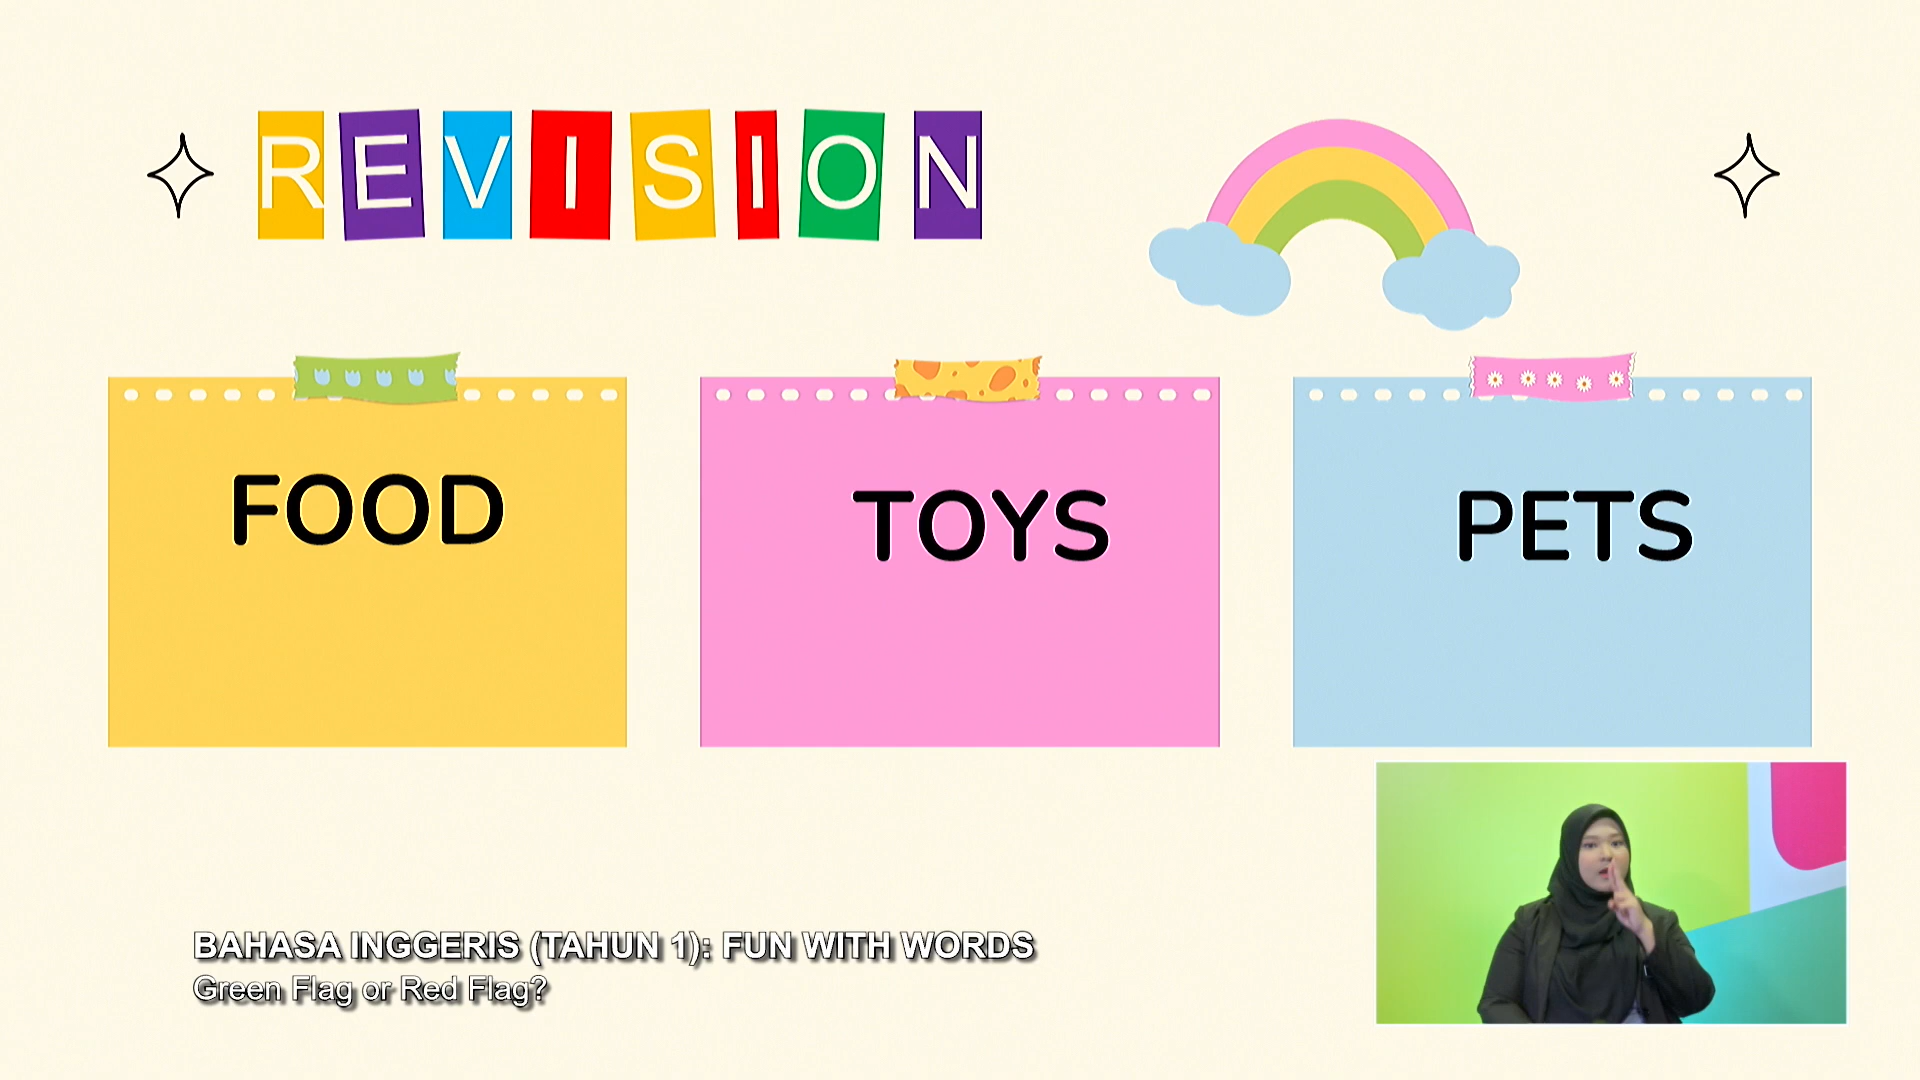 REVISION
FOOD
TOYS
PETS
BAHASA INGGERIS (TAHUN 1): FUN WITH WORDS
Green Flag or Red Flag?